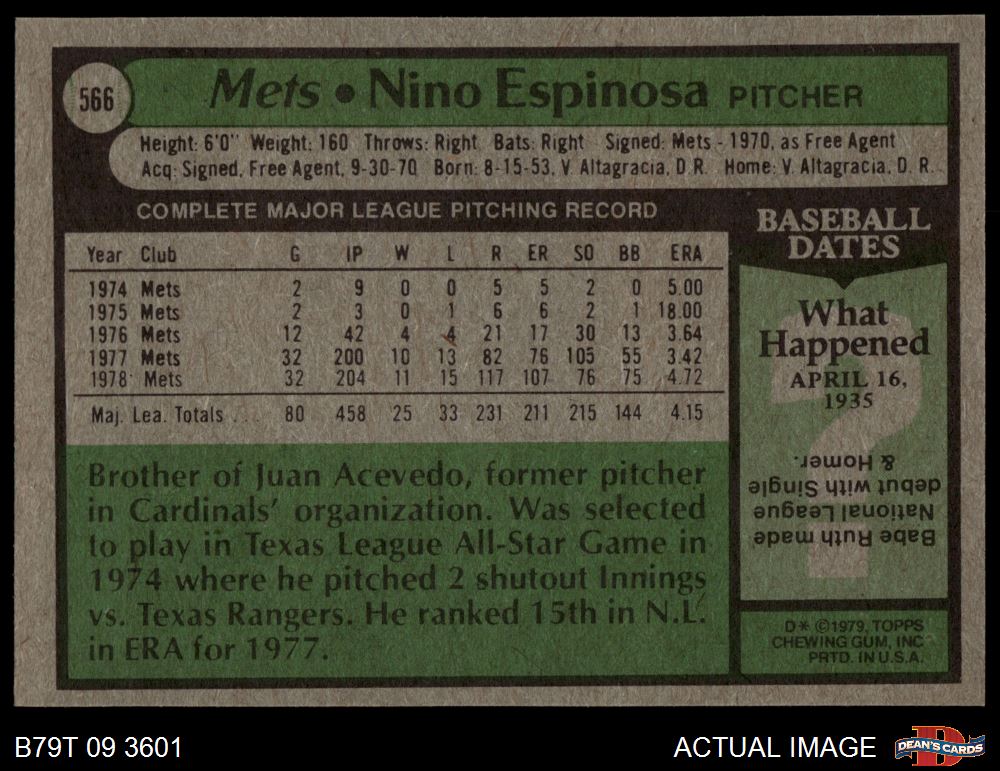 566
Mets • Nino Espinosa PITCHER
Height: 6'0" Weight: 160 Throws: Right Bats: Right Signed: Mets - 1970, as Free Agent
Acq: Signed, Free Agent, 9-30-70 Born: 8-15-53, V. Altagracia, D.R. Home: V. Altagracia, D. R.
COMPLETE MAJOR LEAGUE PITCHING RECORD
Year Club G IP W L R ER SO BB ERA
1974 Mets 2 9 0 0 5 5 2 0 5.00
1975 Mets 2 3 0 1 6 6 2 1 18.00
1976 Mets 12 42 4 4 21 17 30 13 3.64
1977 Mets 32 200 10 13 82 76 105 55 3.42
1978 Mets 32 204 11 15 117 107 76 75 4.72
Maj. Lea. Totals . . 80 458 25 33 231 211 215 144 4.15
Brother of Juan Acevedo, former pitcher
in Cardinals' organization. Was selected
to play in Texas League All-Star Game in
1974 where he pitched 2 shutout Innings
vs. Texas Rangers. He ranked 15th in N.L.
in ERA for 1977.
BASEBALL
DATES
What
Happened
APRIL 16,
1935
?
Babe Ruth made
National League
debut with Single
& Homer.
D* ©1979, TOPPS
CHEWING GUM, INC
PRTD. IN U.S.A.
B79T 09 3601
ACTUAL IMAGE
D
DEAN'S CARDS